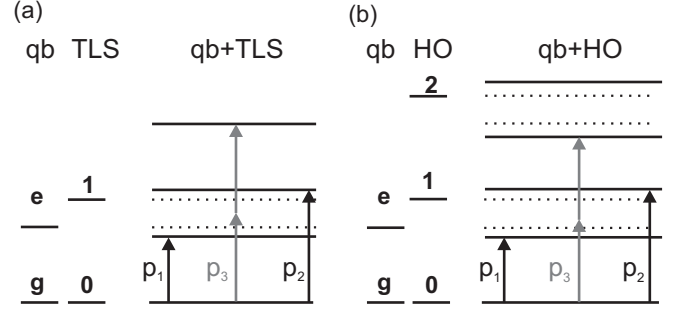 (a)
qb TLS qb+TLS
1
e
p₁ p₃ p₂
g 0
(b)
qb HO qb+HO
2
1
e
p₁ p₃ p₂
g 0